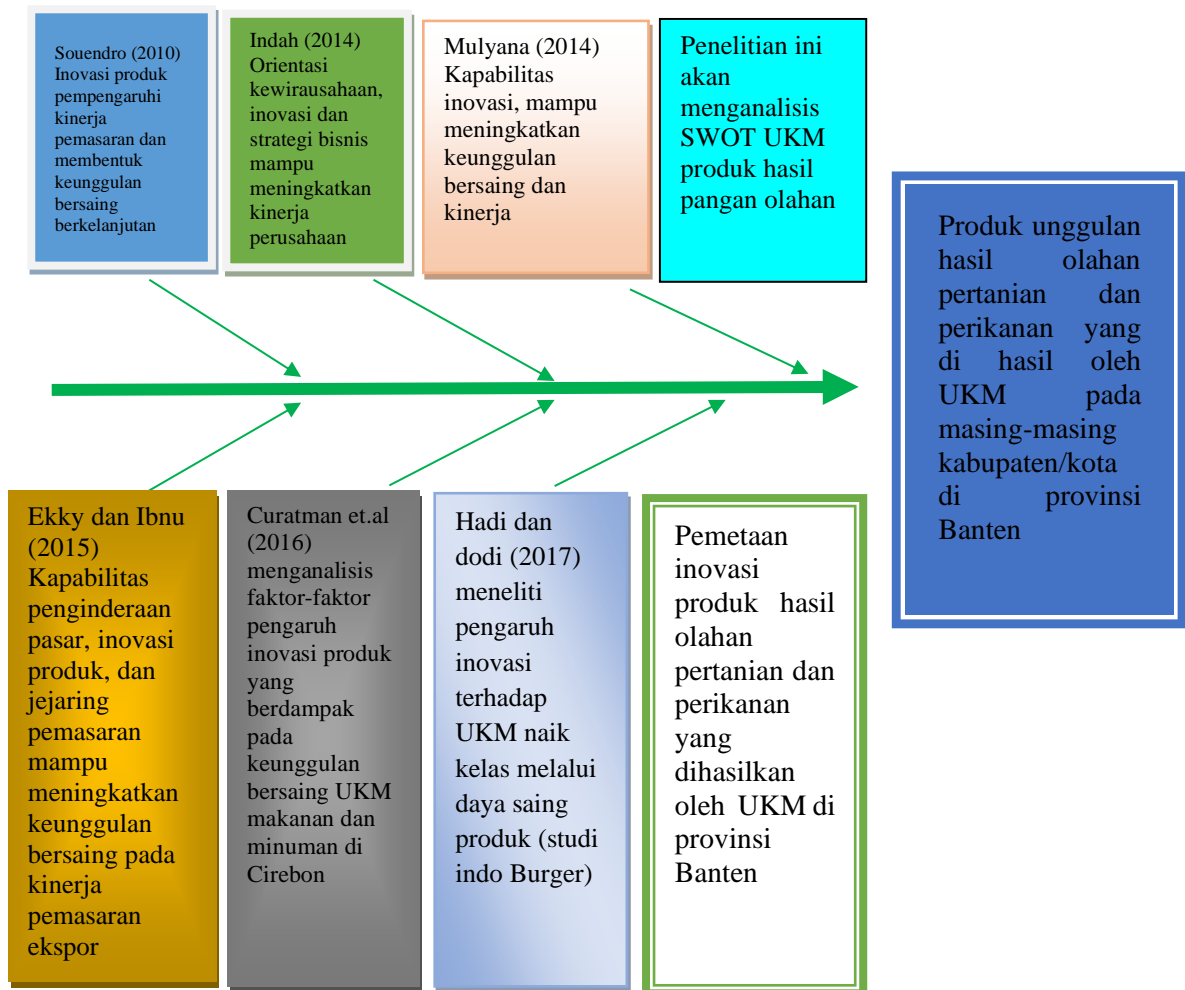 Souendro (2010)
Inovasi produk
pempengaruhi
kinerja
pemasaran dan
membentuk
keunggulan
bersaing
berkelanjutan
Indah (2014)
Orientasi
kewirausahaan,
inovasi dan
strategi bisnis
mampu
meningkatkan
kinerja
perusahaan
Mulyana (2014)
Kapabilitas
inovasi, mampu
meningkatkan
keunggulan
bersaing dan
kinerja
Penelitian ini
akan
menganalisis
SWOT UKM
produk hasil
pangan olahan
Produk unggulan
hasil olahan
pertanian dan
perikanan yang
di hasil oleh
UKM pada
masing-masing
kabupaten/kota
di provinsi
Banten
Ekky dan Ibnu
(2015)
Kapabilitas
penginderaan
pasar, inovasi
produk, dan
jejaring
pemasaran
mampu
meningkatkan
keunggulan
bersaing pada
kinerja
pemasaran
ekspor
Curatman et.al
(2016)
menganalisis
faktor-faktor
pengaruh
inovasi produk
yang
berdampak
pada
keunggulan
bersaing UKM
makanan dan
minuman di
Cirebon
Hadi dan
dodi (2017)
meneliti
pengaruh
inovasi
terhadap
UKM naik
kelas melalui
daya saing
produk (studi
indo Burger)
Pemetaan
inovasi
produk hasil
olahan
pertanian dan
perikanan
yang
dihasilkan
oleh UKM di
provinsi
Banten